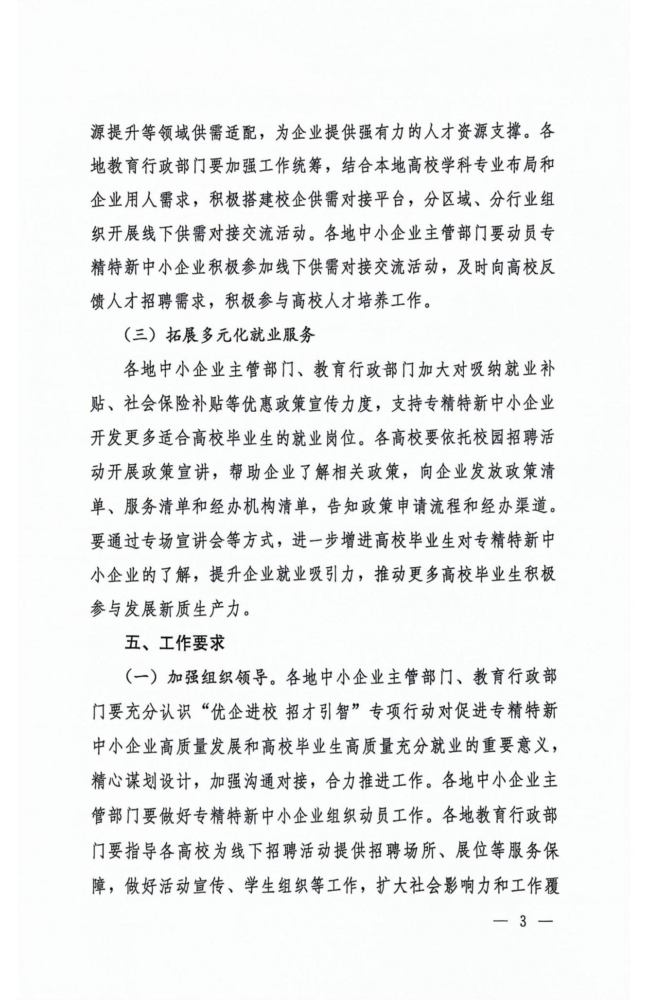 源提升等领域供需适配，为企业提供强有力的人才资源支撑。各
地教育行政部门要加强工作统筹，结合本地高校学科专业布局和
企业用人需求，积极搭建校企供需对接平台，分区域、分行业组
织开展线下供需对接交流活动。各地中小企业主管部门要动员专
精特新中小企业积极参加线下供需对接交流活动，及时向高校反
馈人才招聘需求，积极参与高校人才培养工作。
（三）拓展多元化就业服务
各地中小企业主管部门、教育行政部门加大对吸纳就业补
贴、社会保险补贴等优惠政策宣传力度，支持专精特新中小企业
开发更多适合高校毕业生的就业岗位。各高校要依托校园招聘活
动开展政策宣讲，帮助企业了解相关政策，向企业发放政策清
单、服务清单和经办机构清单，告知政策申请流程和经办渠道。
要通过专场宣讲会等方式，进一步增进高校毕业生对专精特新中
小企业的了解，提升企业就业吸引力，推动更多高校毕业生积极
参与发展新质生产力。
五、工作要求
（一）加强组织领导。各地中小企业主管部门、教育行政部
门要充分认识“优企进校 招才引智”专项行动对促进专精特新
中小企业高质量发展和高校毕业生高质量充分就业的重要意义，
精心谋划设计，加强沟通对接，合力推进工作。各地中小企业主
管部门要做好专精特新中小企业组织动员工作。各地教育行政部
门要指导各高校为线下招聘活动提供招聘场所、展位等服务保
障，做好活动宣传、学生组织等工作，扩大社会影响力和工作覆
— 3 —